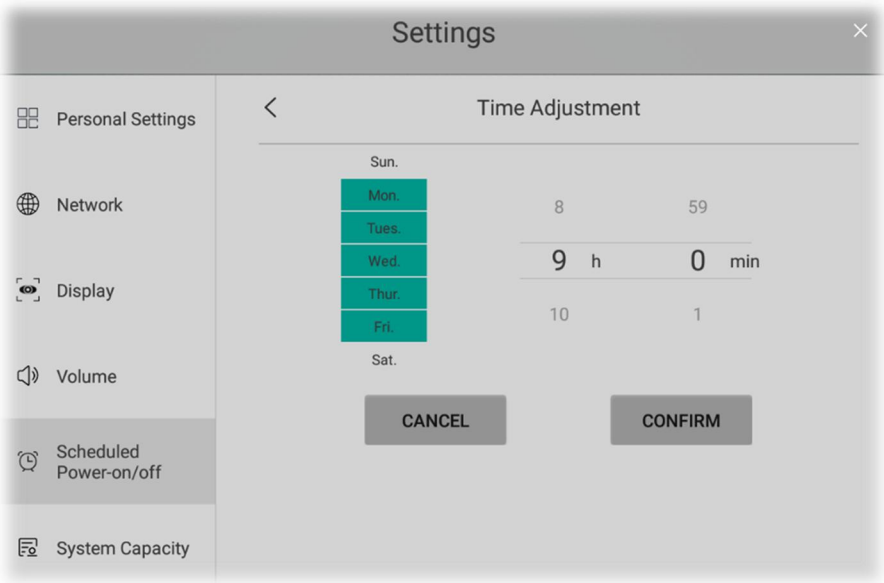 Settings
Personal Settings
Network
Display
Volume
Scheduled
Power-on/off
System Capacity
Time Adjustment
Sun.
Mon.
Tues.
Wed.
Thur.
Fri.
Sat.
8 59
9 h 0 min
10 1
CANCEL CONFIRM